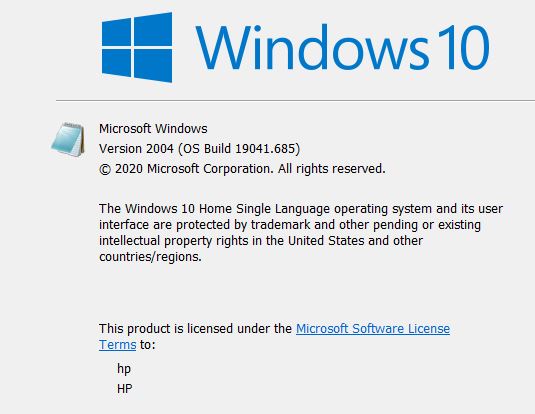 Windows 10
Microsoft Windows
Version 2004 (OS Build 19041.685)
© 2020 Microsoft Corporation. All rights reserved.
The Windows 10 Home Single Language operating system and its user
interface are protected by trademark and other pending or existing
intellectual property rights in the United States and other
countries/regions.
This product is licensed under the Microsoft Software License
Terms to:
hp
HP